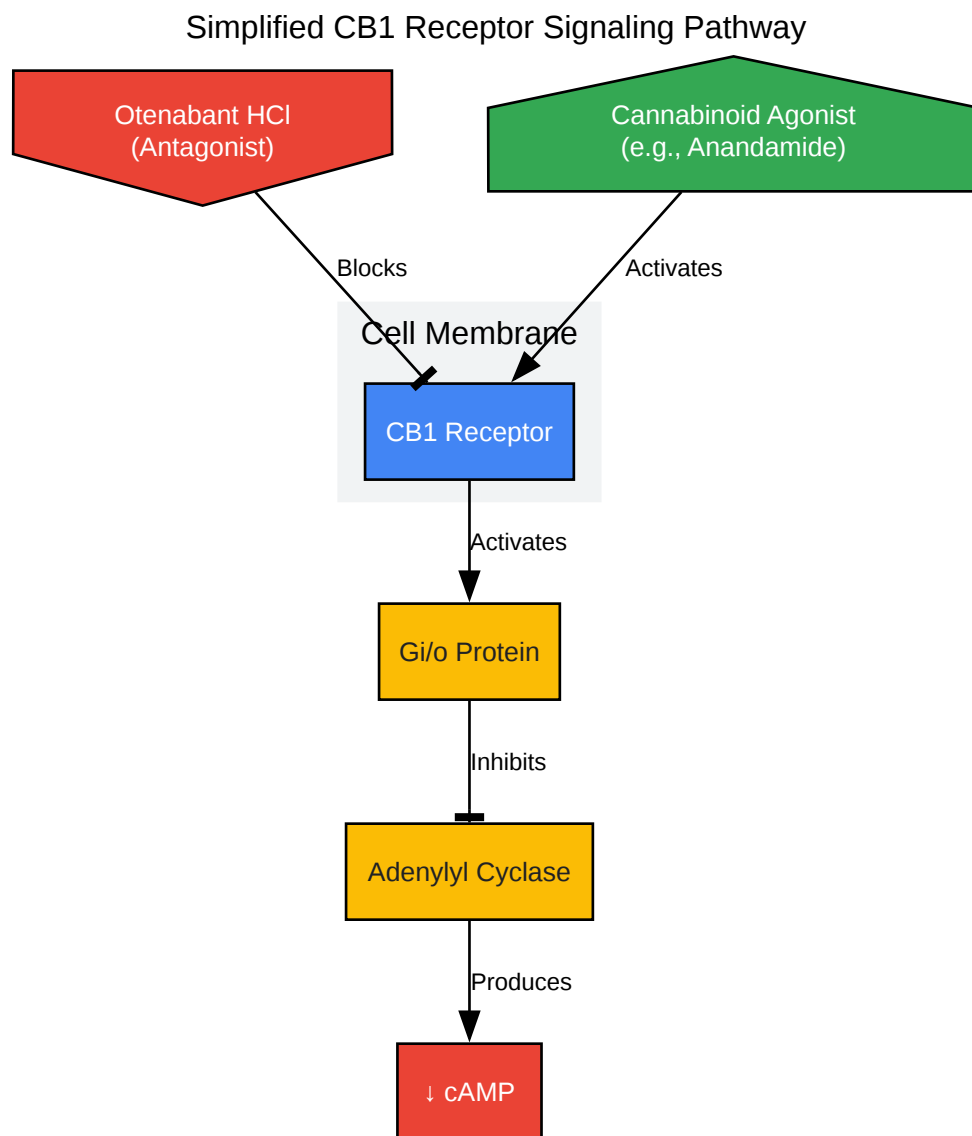 Simplified CB1 Receptor Signaling Pathway
Otenabant HCl
(Antagonist)
Cannabinoid Agonist
(e.g., Anandamide)
Blocks
Activates
Cell Membrane
CB1 Receptor
Activates
Gi/o Protein
Inhibits
Adenylyl Cyclase
Produces
↓ cAMP